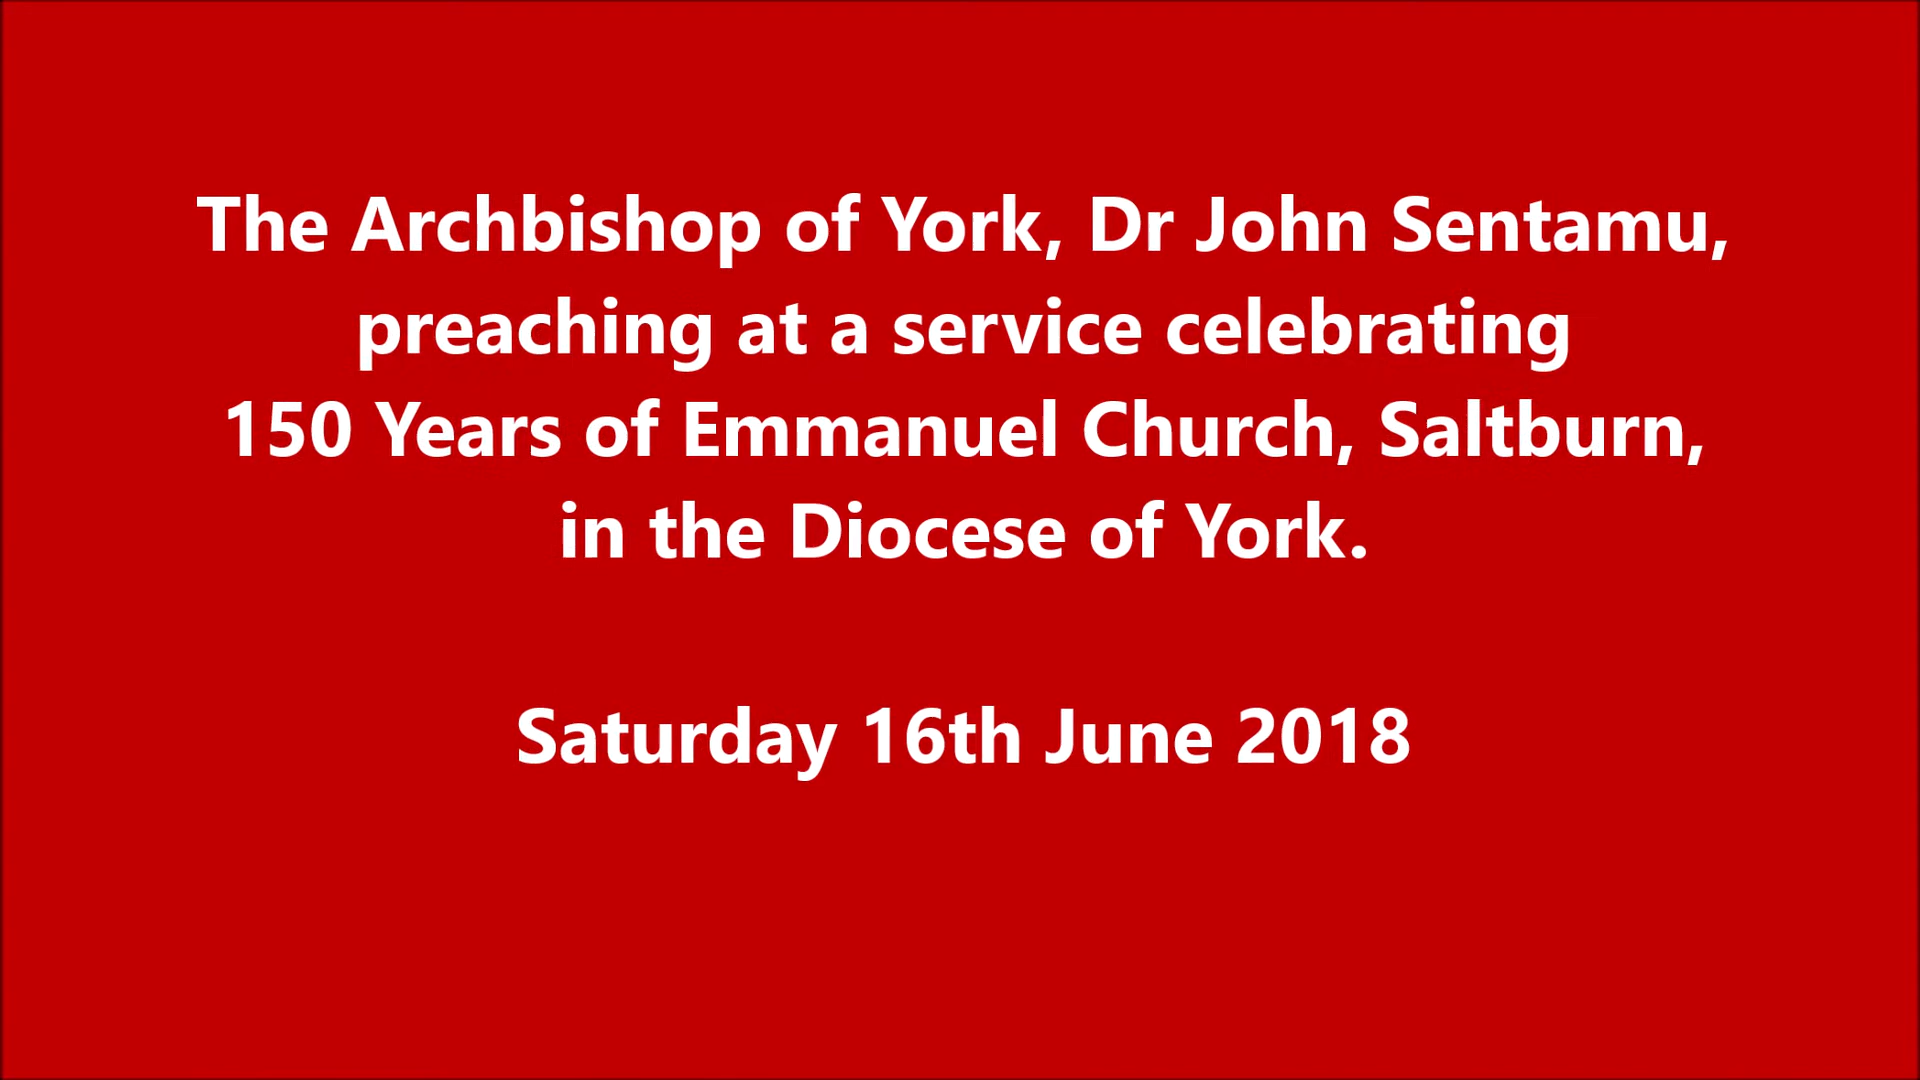 The Archbishop of York, Dr John Sentamu,
preaching at a service celebrating
150 Years of Emmanuel Church, Saltburn,
in the Diocese of York.
Saturday 16th June 2018